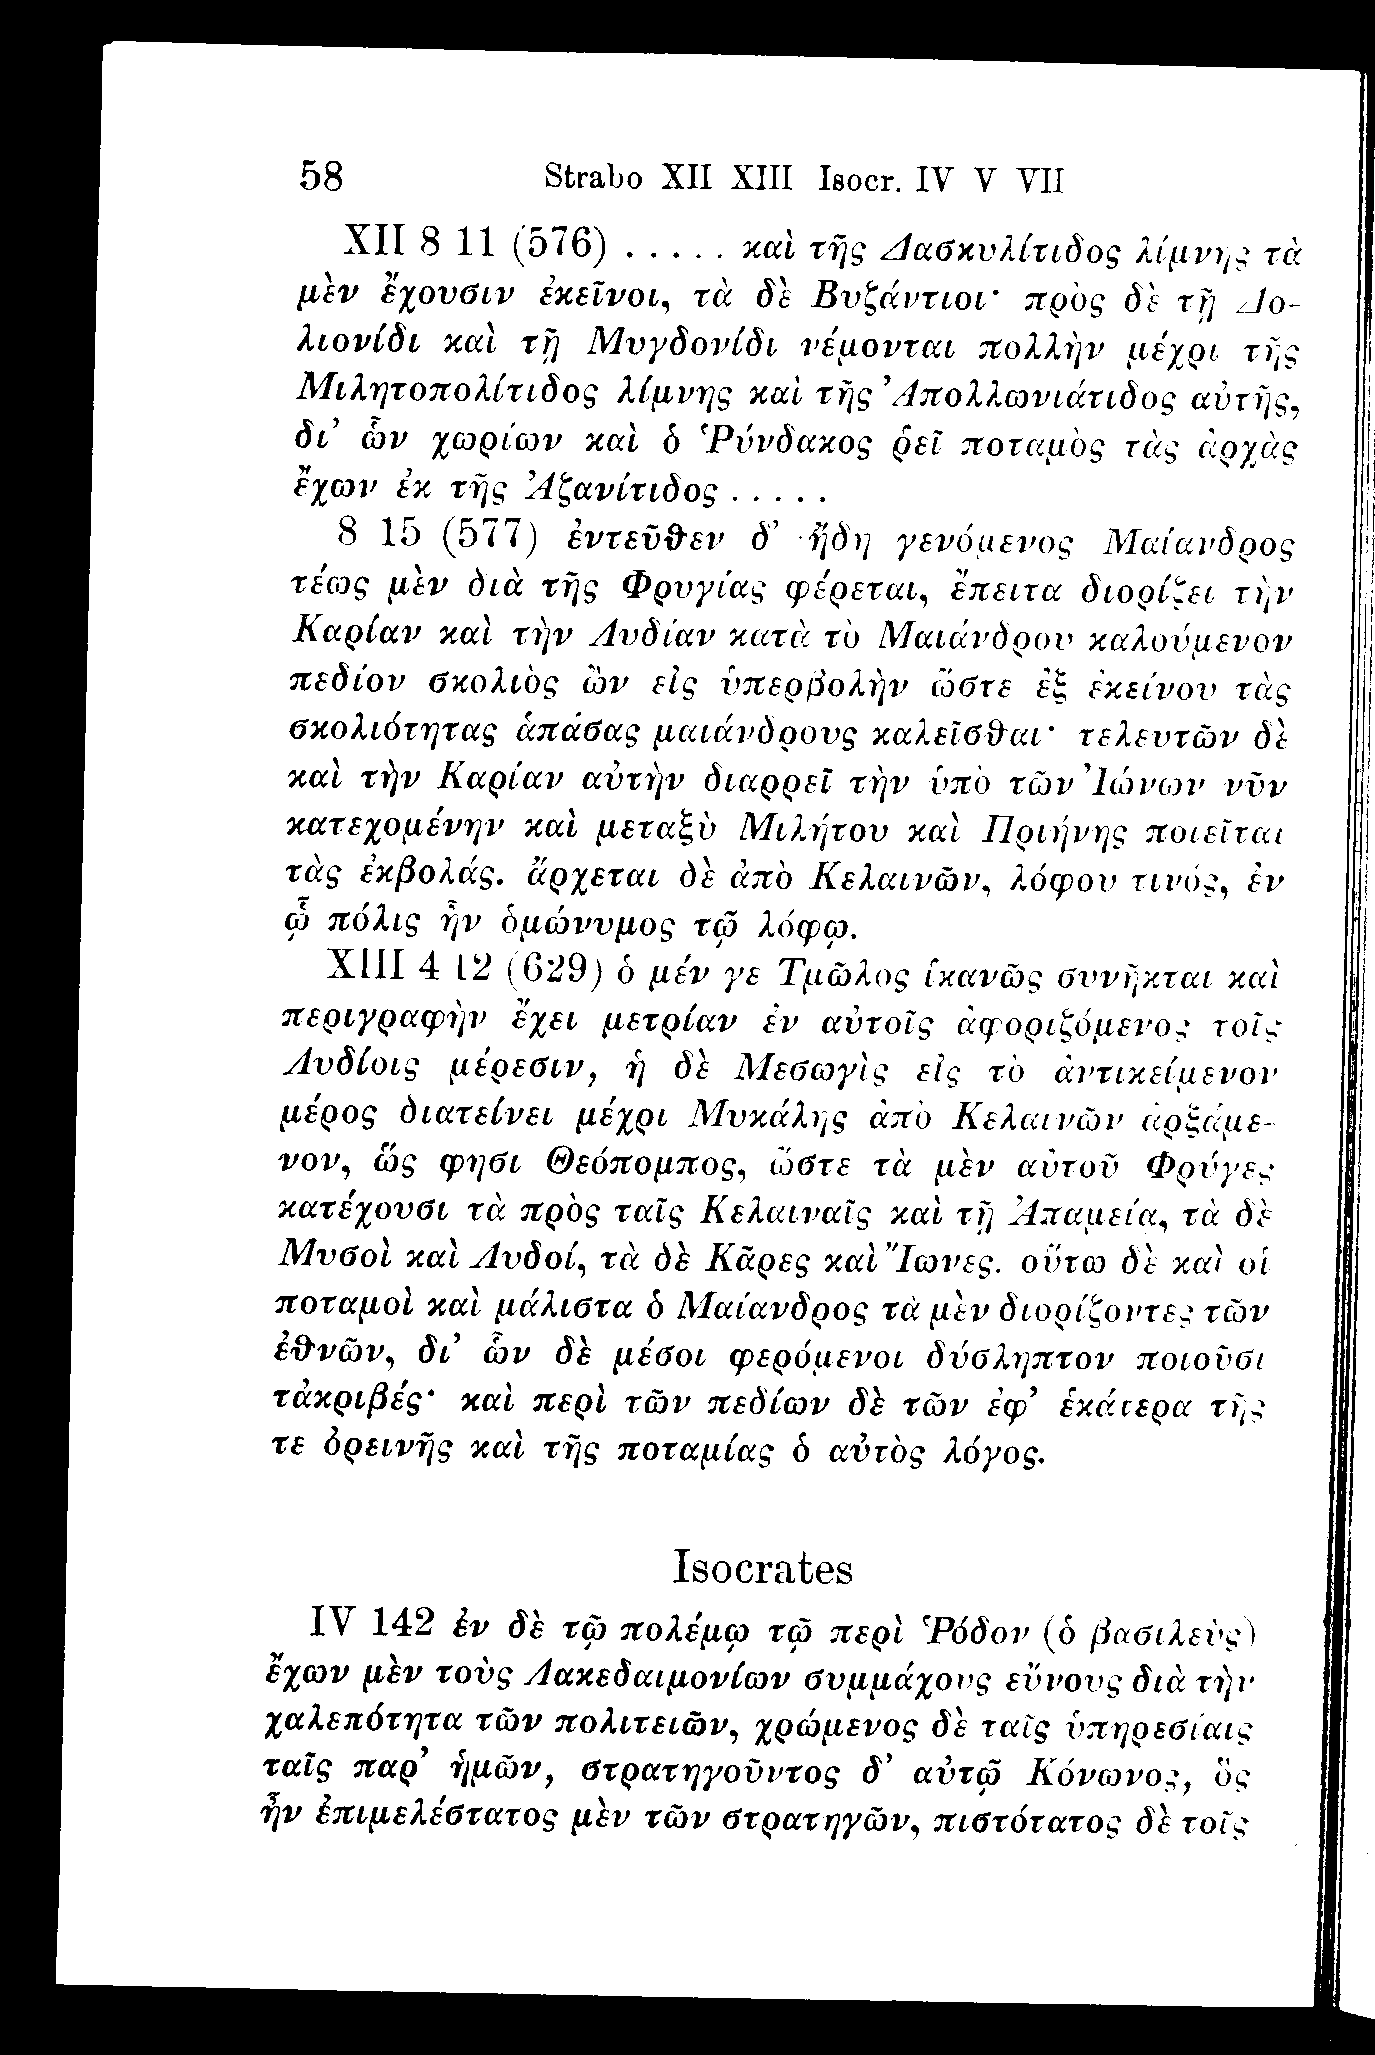 58 Strabo XII XIII Isocr. IV V VII
XII 8 11 (576) ..... καὶ τῆς Δασκυλίτιδος λίμνης τὰ
μὲν ἔχουσιν ἐκεῖνοι, τὰ δὲ Βυζάντιοι· πρὸς δὲ τῇ Δο-
λιονίδι καὶ τῇ Μυγδονίδι νέμονται πολλὴν μέχρι τῆς
Μιλητοπολίτιδος λίμνης καὶ τῆς Ἀπολλωνιάτιδος αὐτῆς,
δι’ ὧν χωρίων καὶ ὁ Ῥύνδακος ῥεῖ ποταμὸς τὰς ἀρχὰς
ἔχων ἐκ τῆς Ἀζανίτιδος .....
8 15 (577) ἐντεῦθεν δ’ ἤδη γενόμενος Μαίανδρος
τέως μὲν διὰ τῆς Φρυγίας φέρεται, ἔπειτα διορίζει τὴν
Καρίαν καὶ τὴν Λυδίαν κατὰ τὸ Μαιάνδρου καλούμενον
πεδίον σκολιὸς ὢν εἰς ὑπερβολὴν ὥστε ἐξ ἐκείνου τὰς
σκολιότητας ἁπάσας μαιάνδρους καλεῖσθαι· τελευτῶν δὲ
καὶ τὴν Καρίαν αὐτὴν διαρρεῖ τὴν ὑπὸ τῶν Ἰώνων νῦν
κατεχομένην καὶ μεταξὺ Μιλήτου καὶ Πριήνης ποιεῖται
τὰς ἐκβολάς. ἄρχεται δὲ ἀπὸ Κελαινῶν, λόφου τινός, ἐν
ᾧ πόλις ἦν ὁμώνυμος τῷ λόφῳ.
XIII 4 12 (629) ὁ μέν γε Τμῶλος ἱκανῶς συνῆκται καὶ
περιγραφὴν ἔχει μετρίαν ἐν αὐτοῖς ἀφοριζόμενος τοῖς
Λυδίοις μέρεσιν, ἡ δὲ Μεσωγὶς εἰς τὸ ἀντικείμενον
μέρος διατείνει μέχρι Μυκάλης ἀπὸ Κελαινῶν ἀρξάμε-
νον, ὥς φησι Θεόπομπος, ὥστε τὰ μὲν αὐτοῦ Φρύγες
κατέχουσι τὰ πρὸς ταῖς Κελαιναῖς καὶ τῇ Ἀπαμείᾳ, τὰ δὲ
Μυσοὶ καὶ Λυδοί, τὰ δὲ Κᾶρες καὶ Ἴωνες. οὕτω δὲ καὶ οἱ
ποταμοὶ καὶ μάλιστα ὁ Μαίανδρος τὰ μὲν διορίζοντες τῶν
ἐθνῶν, δι’ ὧν δὲ μέσοι φερόμενοι δύσληπτον ποιοῦσι
τἀκριβές· καὶ περὶ τῶν πεδίων δὲ τῶν ἐφ’ ἑκάτερα τῆς
τε ὀρεινῆς καὶ τῆς ποταμίας ὁ αὐτὸς λόγος.
Isocrates
IV 142 ἐν δὲ τῷ πολέμῳ τῷ περὶ Ῥόδον (ὁ βασιλεὺς)
ἔχων μὲν τοὺς Λακεδαιμονίων συμμάχους εὔνους διὰ τὴν
χαλεπότητα τῶν πολιτειῶν, χρώμενος δὲ ταῖς ὑπηρεσίαις
ταῖς παρ’ ἡμῶν, στρατηγοῦντος δ’ αὐτῷ Κόνωνος, ὃς
ἦν ἐπιμελέστατος μὲν τῶν στρατηγῶν, πιστότατος δὲ τοῖς